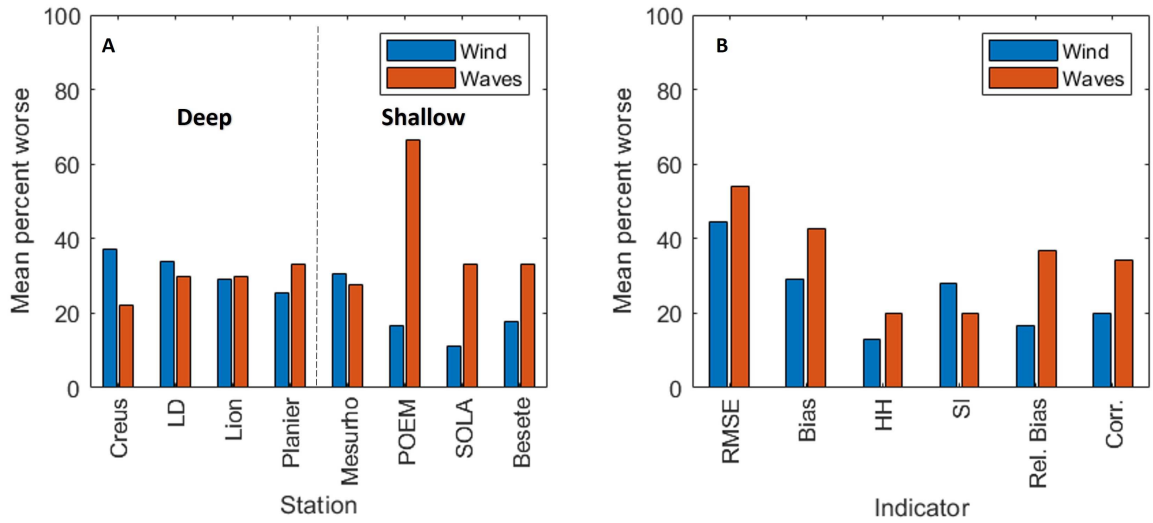 A
Wind
Waves
Deep
Shallow
Mean percent worse
100
80
60
40
20
0
Creus
LD
Lion
Planier
Mesurho
POEM
SOLA
Besete
Station
B
Wind
Waves
Mean percent worse
100
80
60
40
20
0
RMSE
Bias
HH
SI
Rel. Bias
Corr.
Indicator